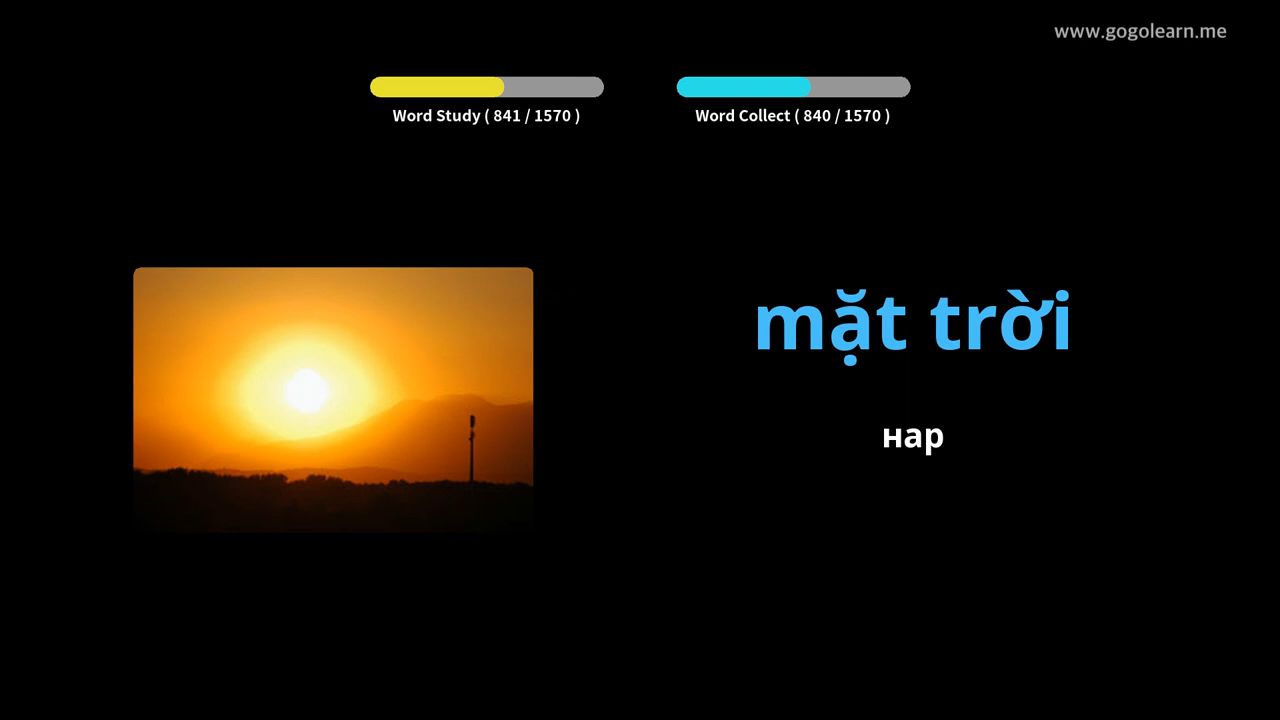 www.gogolearn.me
Word Study ( 841 / 1570 )
Word Collect ( 840 / 1570 )
mặt trời
нар